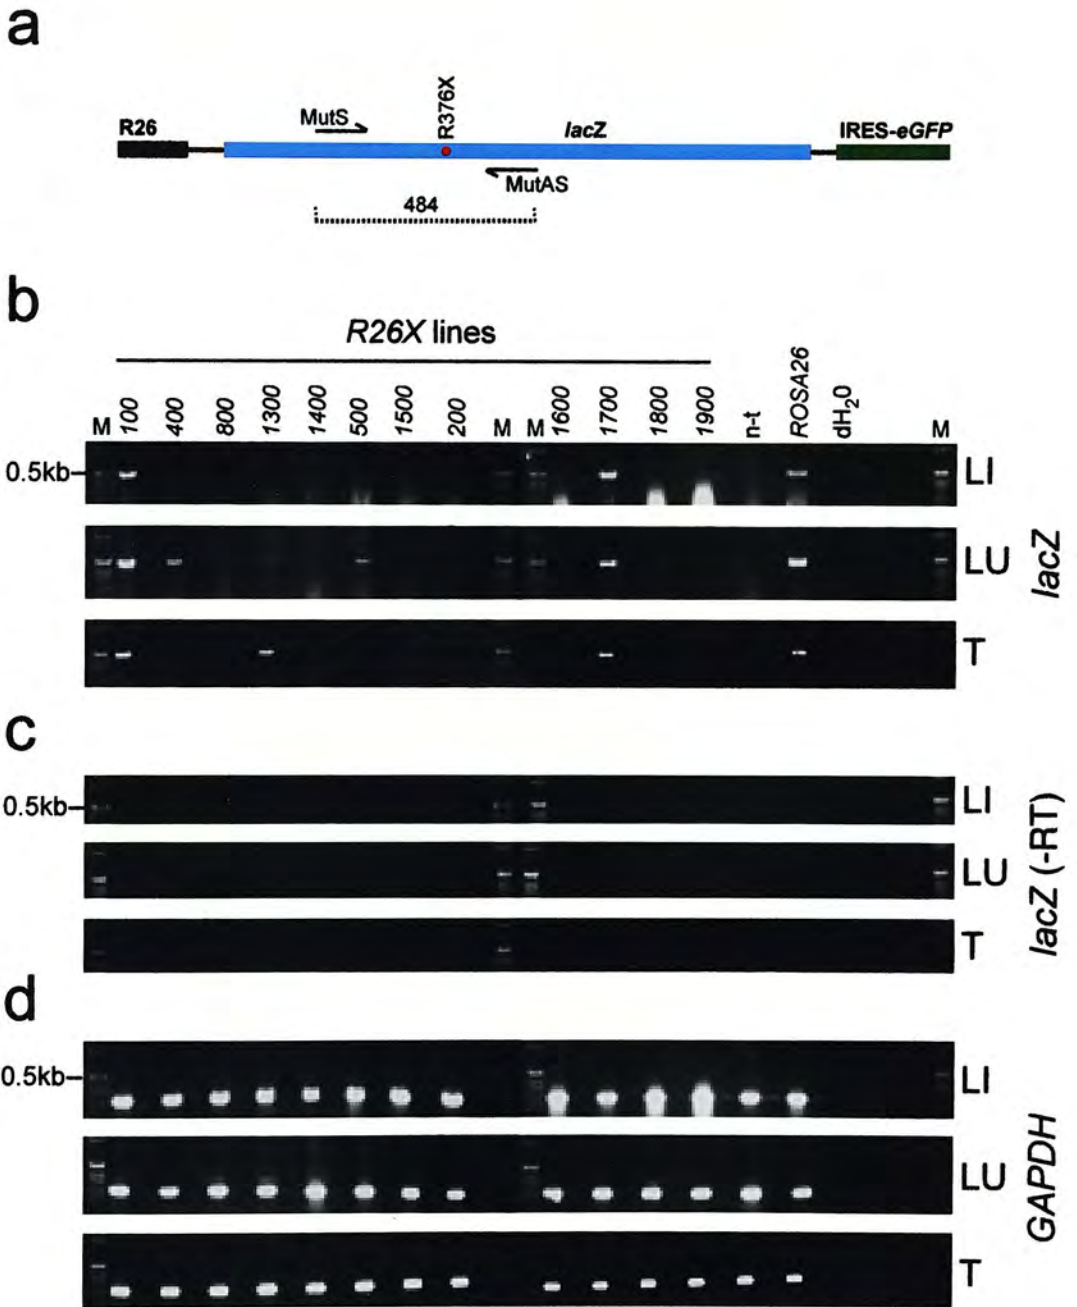 a
R26
MutS
R376X
lacZ
IRES-eGFP
MutAS
484
b
R26X lines
M 100 400 800 1300 1400 500 1500 200 M M 1600 1700 1800 1900 n-t ROSA26 dH20 M
0.5kb
LI
LU
T
lacZ
c
0.5kb
LI
LU
T
lacZ (-RT)
d
0.5kb
LI
LU
T
GAPDH